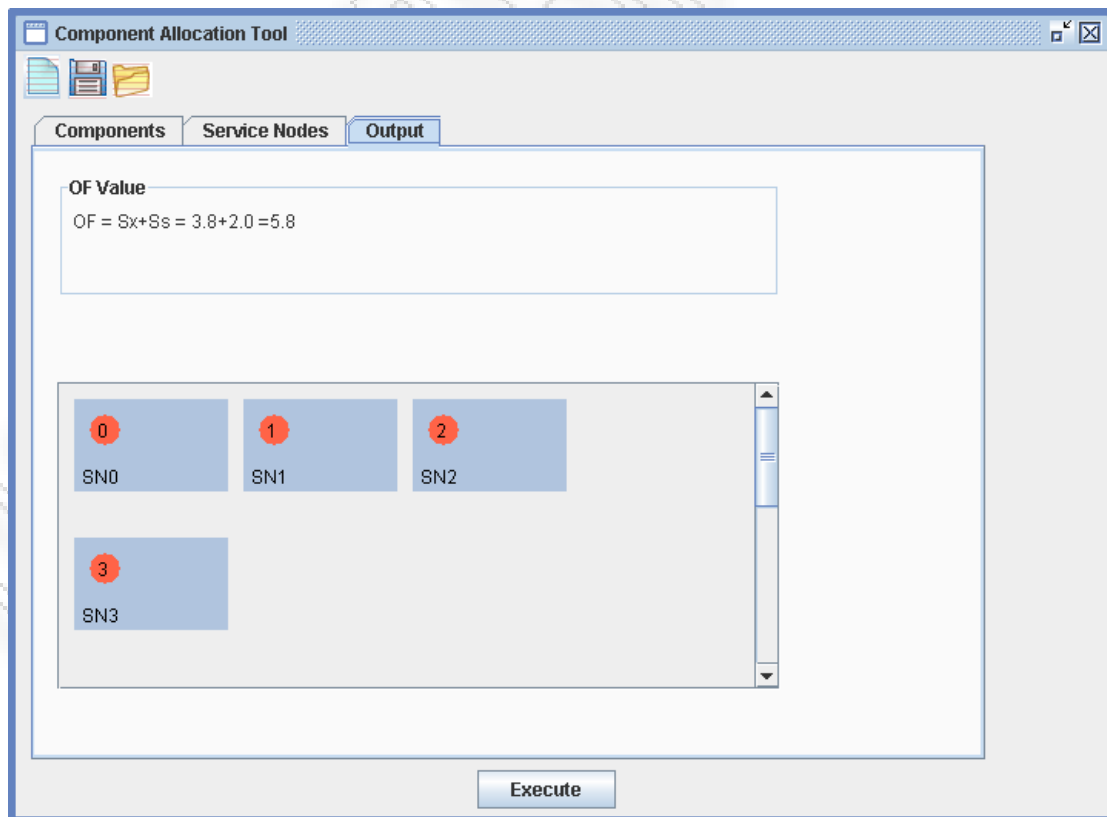 Component Allocation Tool
Components Service Nodes Output
OF Value
OF = Sx+Ss = 3.8+2.0 =5.8
0 1 2
SN0 SN1 SN2
3
SN3
Execute